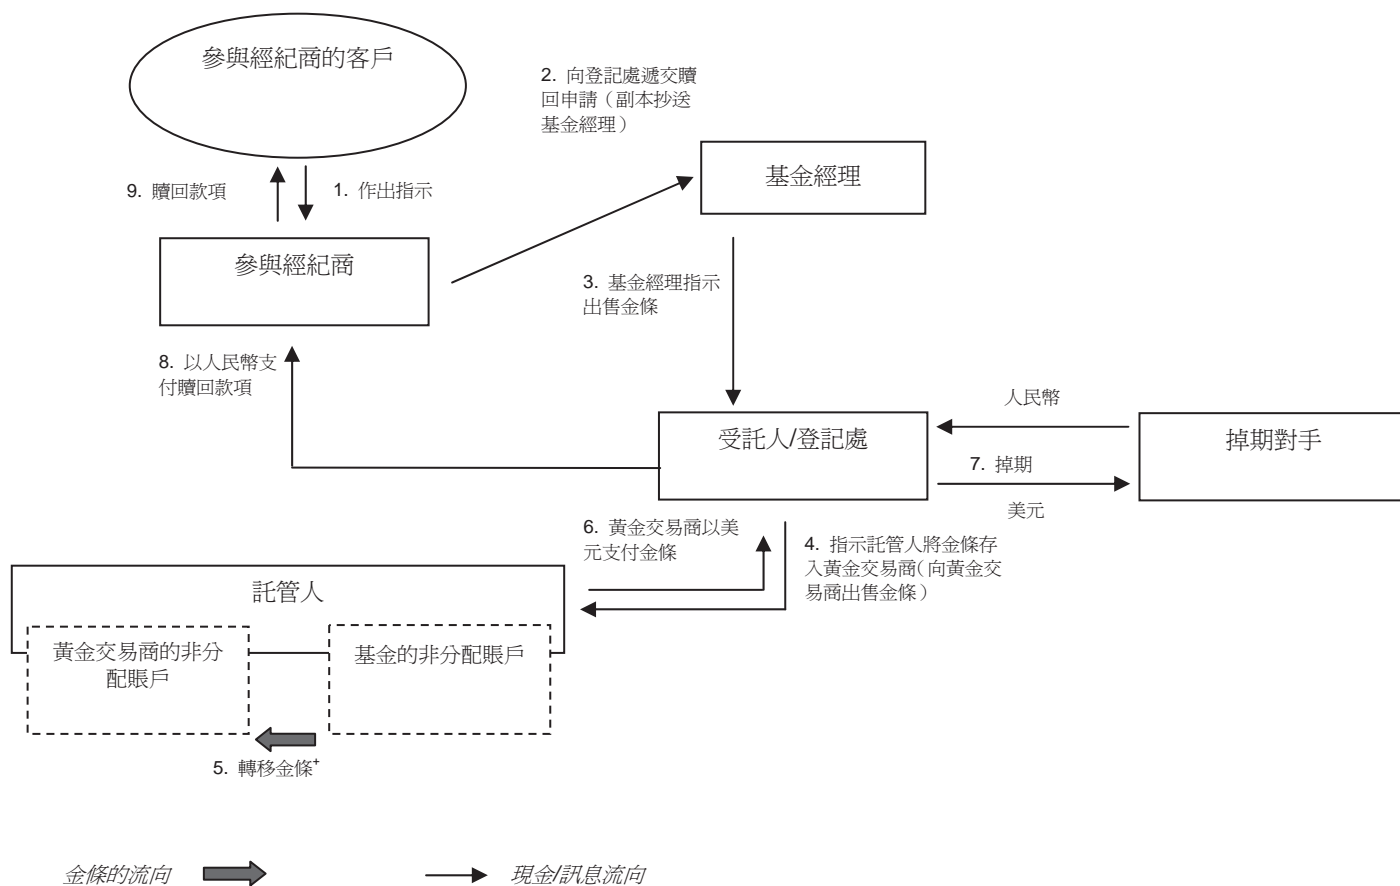 參與經紀商的客戶
2. 向登記處遞交贖
回申請（副本抄送
基金經理）
基金經理
9. 贖回款項
1. 作出指示
參與經紀商
3. 基金經理指示
出售金條
8. 以人民幣支
付贖回款項
人民幣
受託人/登記處
掉期對手
7. 掉期
美元
6. 黃金交易商以美
元支付金條
4. 指示託管人將金條存
入黃金交易商（向黃金交
易商出售金條）
託管人
黃金交易商的非分
配賬戶
基金的非分配賬戶
5. 轉移金條+
金條的流向
現金/訊息流向